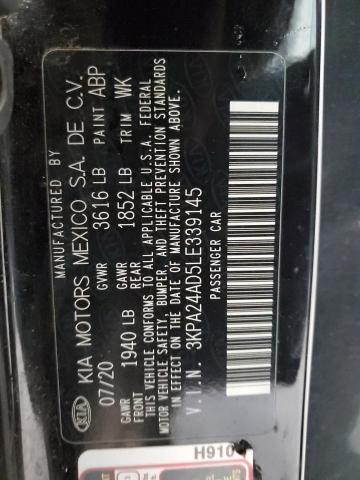 MANUFACTURED BY
KIA KIA MOTORS MEXICO S.A. DE C.V.
07/20 GVWR 3616 LB PAINT ABP
GAWR FRONT 1940 LB GAWR REAR 1852 LB TRIM WK
THIS VEHICLE CONFORMS TO ALL APPLICABLE U.S.A. FEDERAL
MOTOR VEHICLE SAFETY, BUMPER, AND THEFT PREVENTION STANDARDS
IN EFFECT ON THE DATE OF MANUFACTURE SHOWN ABOVE.
V.I.N. 3KPA24AD5LE339145
PASSENGER CAR
H910